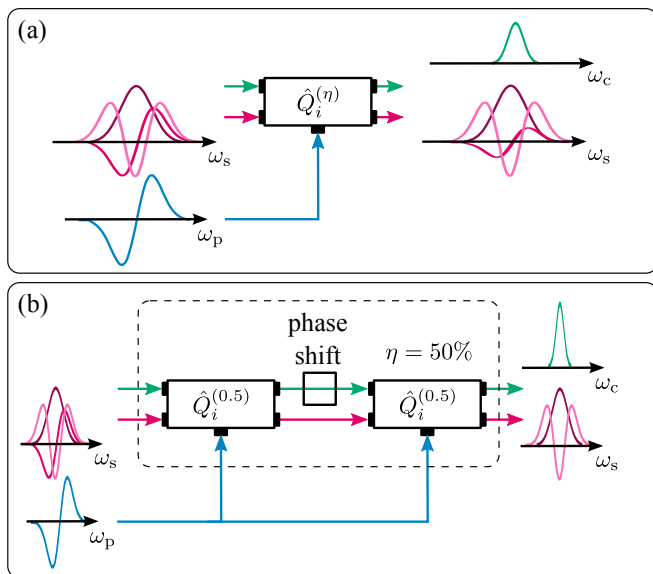 (a)
ω_c
Q̂_i^(η)
ω_s
ω_s
ω_p
(b)
phase
shift
η = 50%
ω_c
Q̂_i^(0.5)
Q̂_i^(0.5)
ω_s
ω_s
ω_p